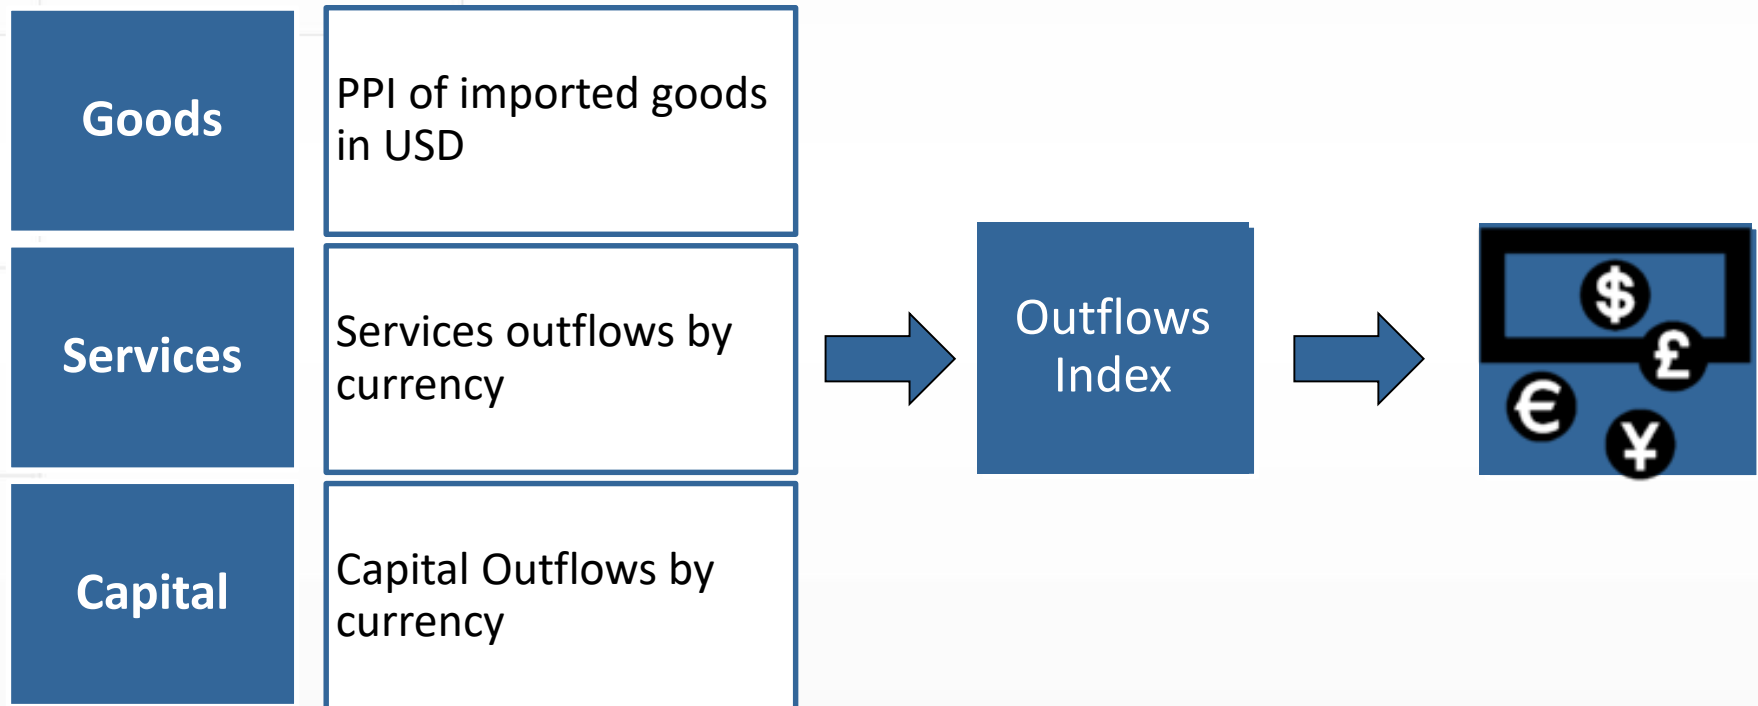 Goods
PPI of imported goods
in USD
Services
Services outflows by
currency
Capital
Capital Outflows by
currency
Outflows
Index
$
£
€
¥